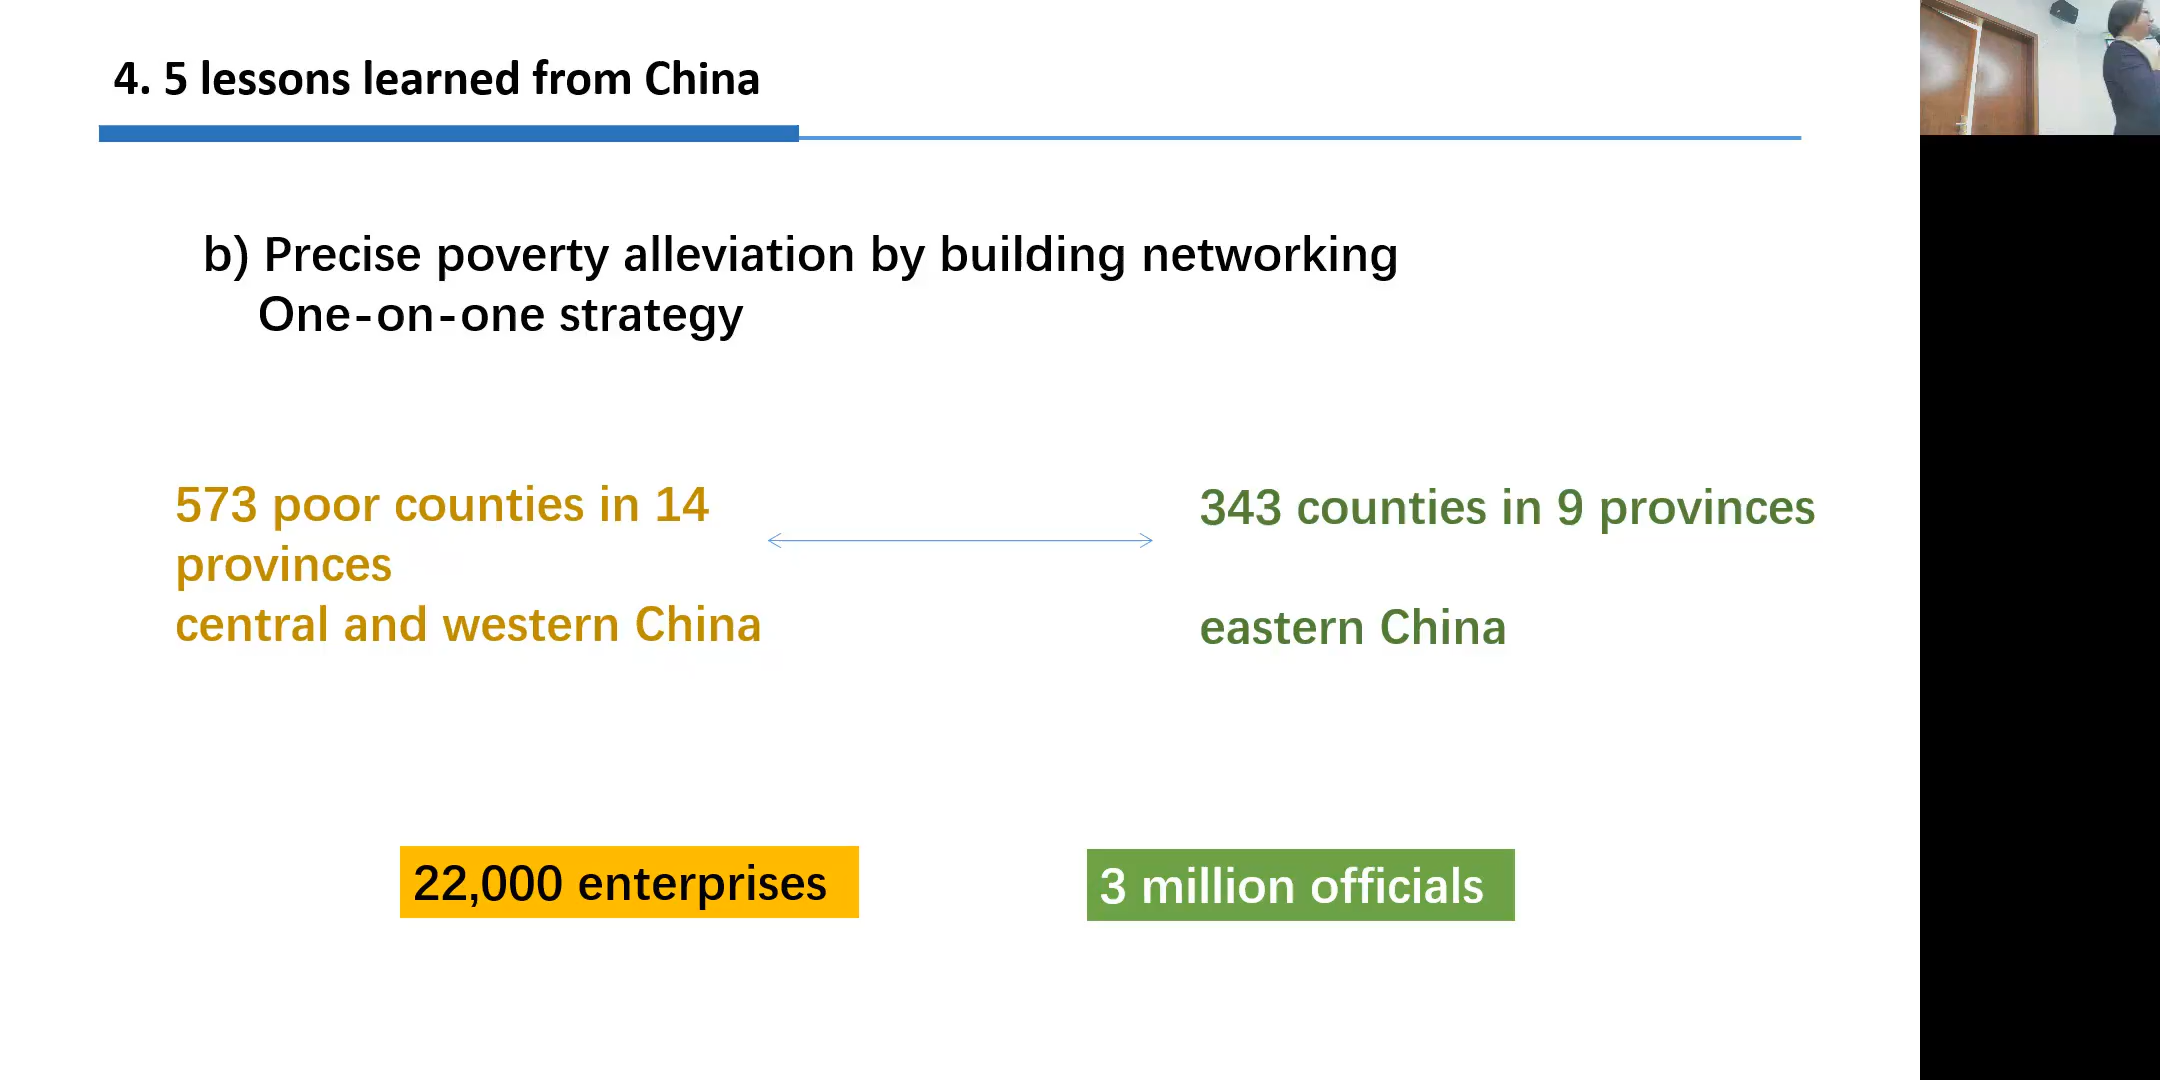 4. 5 lessons learned from China
b) Precise poverty alleviation by building networking
One-on-one strategy
573 poor counties in 14
provinces
central and western China
343 counties in 9 provinces
eastern China
22,000 enterprises
3 million officials